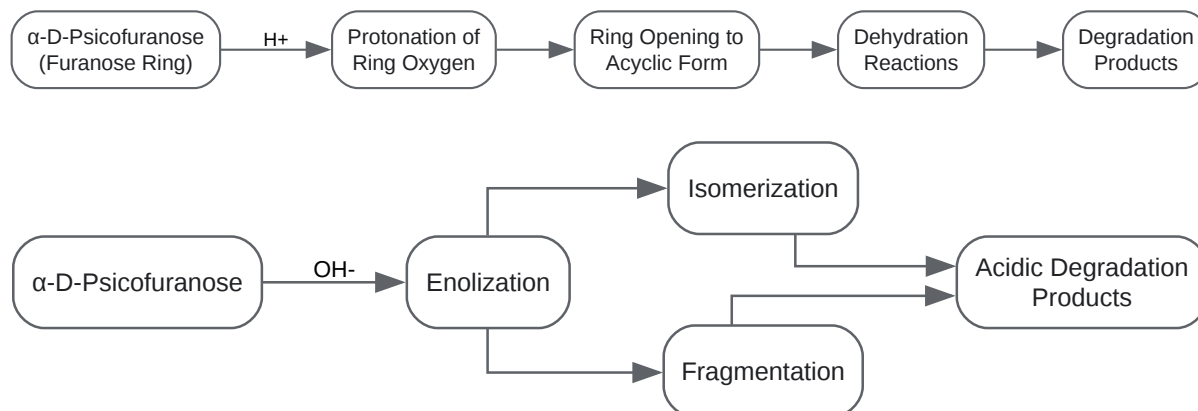 α-D-Psicofuranose
(Furanose Ring)
H+
Protonation of
Ring Oxygen
Ring Opening to
Acyclic Form
Dehydration
Reactions
Degradation
Products
α-D-Psicofuranose
OH-
Enolization
Isomerization
Fragmentation
Acidic Degradation
Products